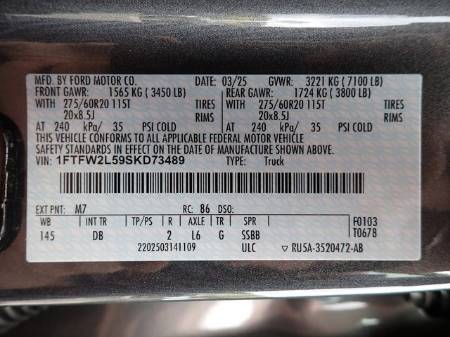 MFD. BY FORD MOTOR CO. 03/25 GVWR: 3221 KG ( 7100 LB)
FRONT GAWR: 1565 KG ( 3450 LB) REAR GAWR: 1724 KG ( 3800 LB)
WITH 275/60R20 115T TIRES WITH 275/60R20 115T TIRES
20x8.5J RIMS 20x8.5J RIMS
AT 240 kPa/ 35 PSI COLD AT 240 kPa/ 35 PSI COLD
THIS VEHICLE CONFORMS TO ALL APPLICABLE FEDERAL MOTOR VEHICLE
SAFETY STANDARDS IN EFFECT ON THE DATE OF MANUFACTURE SHOWN ABOVE.
VIN: 1FTFW2L59SKD73489 TYPE: Truck
EXT PNT: M7 RC: 86 DSO:
WB INT TR TP/PS R AXLE TR SPR F0103
145 DB 2 L6 G SSBB T0678
2202503141109 ULC RU5A-3520472-AB